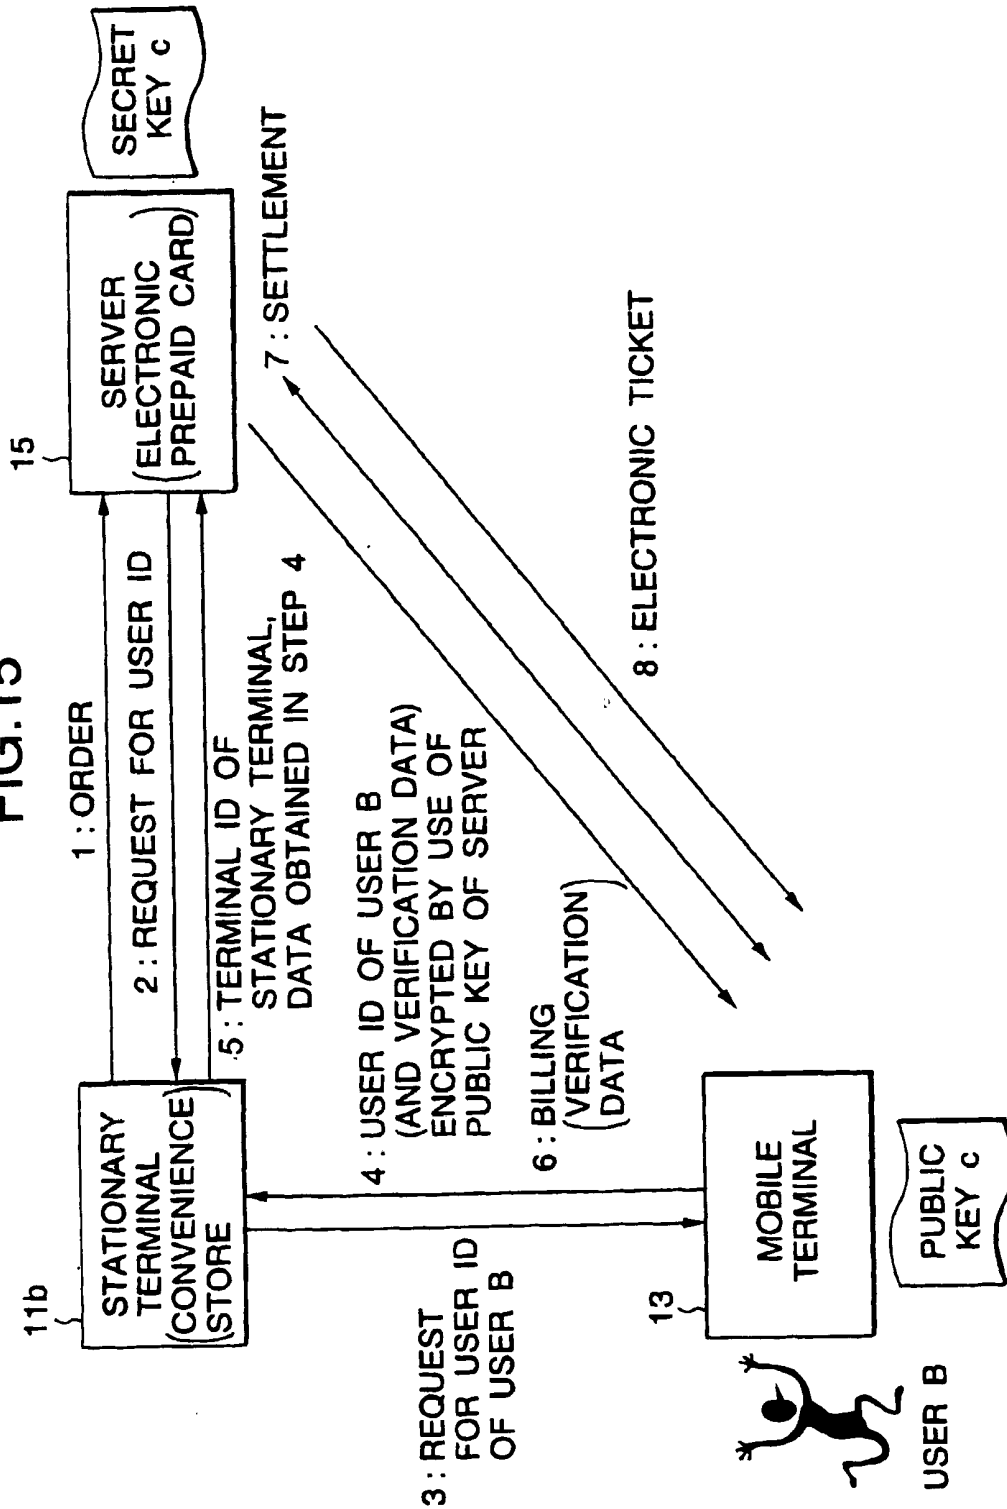 FIG.15
15
SERVER
(ELECTRONIC
PREPAID CARD)
SECRET
KEY c
1 : ORDER
2 : REQUEST FOR USER ID
5 : TERMINAL ID OF
STATIONARY TERMINAL,
DATA OBTAINED IN STEP 4
11b
STATIONARY
TERMINAL
(CONVENIENCE
STORE)
3 : REQUEST
FOR USER ID
OF USER B
4 : USER ID OF USER B
(AND VERIFICATION DATA)
ENCRYPTED BY USE OF
PUBLIC KEY OF SERVER
6 : BILLING
(VERIFICATION
DATA)
7 : SETTLEMENT
8 : ELECTRONIC TICKET
13
MOBILE
TERMINAL
PUBLIC
KEY c
USER B